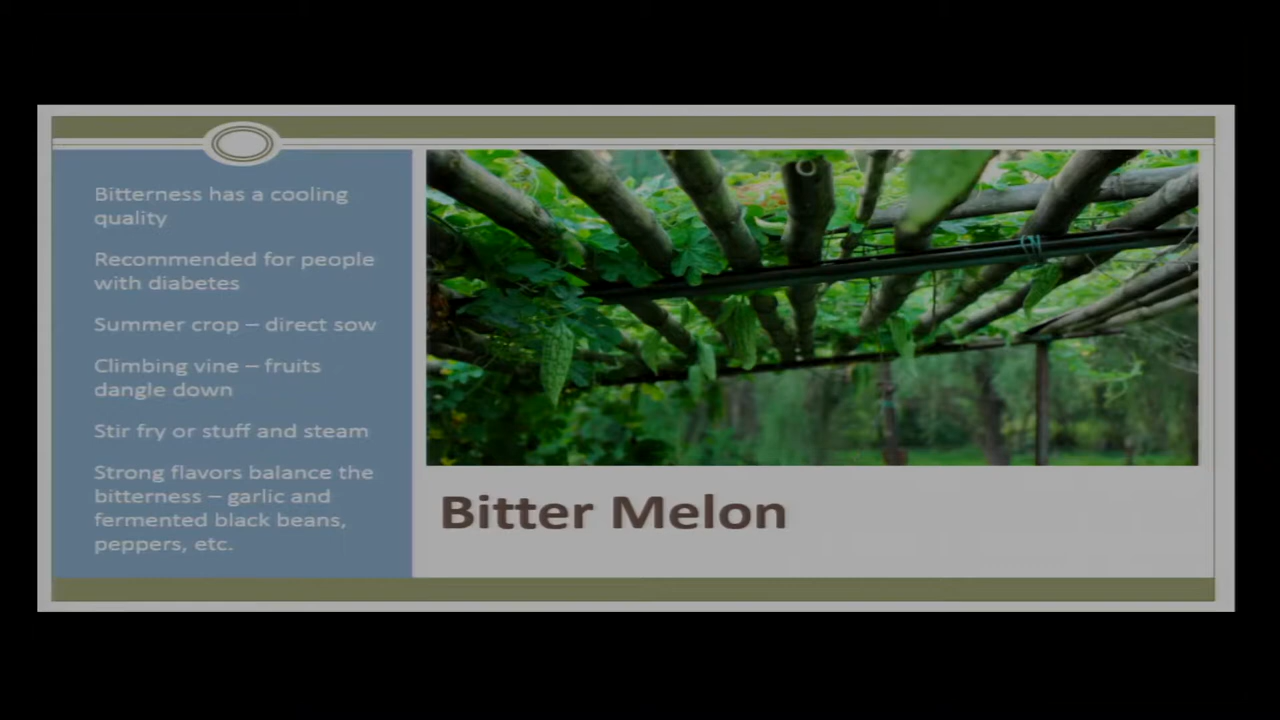 Bitterness has a cooling
quality
Recommended for people
with diabetes
Summer crop – direct sow
Climbing vine – fruits
dangle down
Stir fry or stuff and steam
Strong flavors balance the
bitterness – garlic and
fermented black beans,
peppers, etc.
Bitter Melon